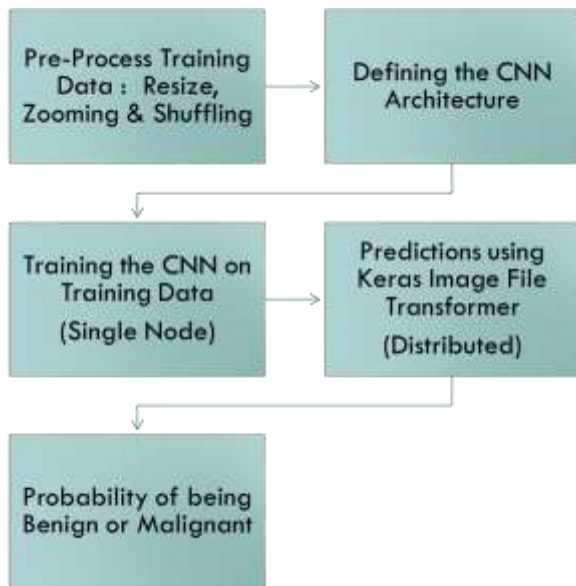 Pre-Process Training
Data : Resize,
Zooming & Shuffling
Defining the CNN
Architecture
Training the CNN on
Training Data
(Single Node)
Predictions using
Keras Image File
Transformer
(Distributed)
Probability of being
Benign or Malignant